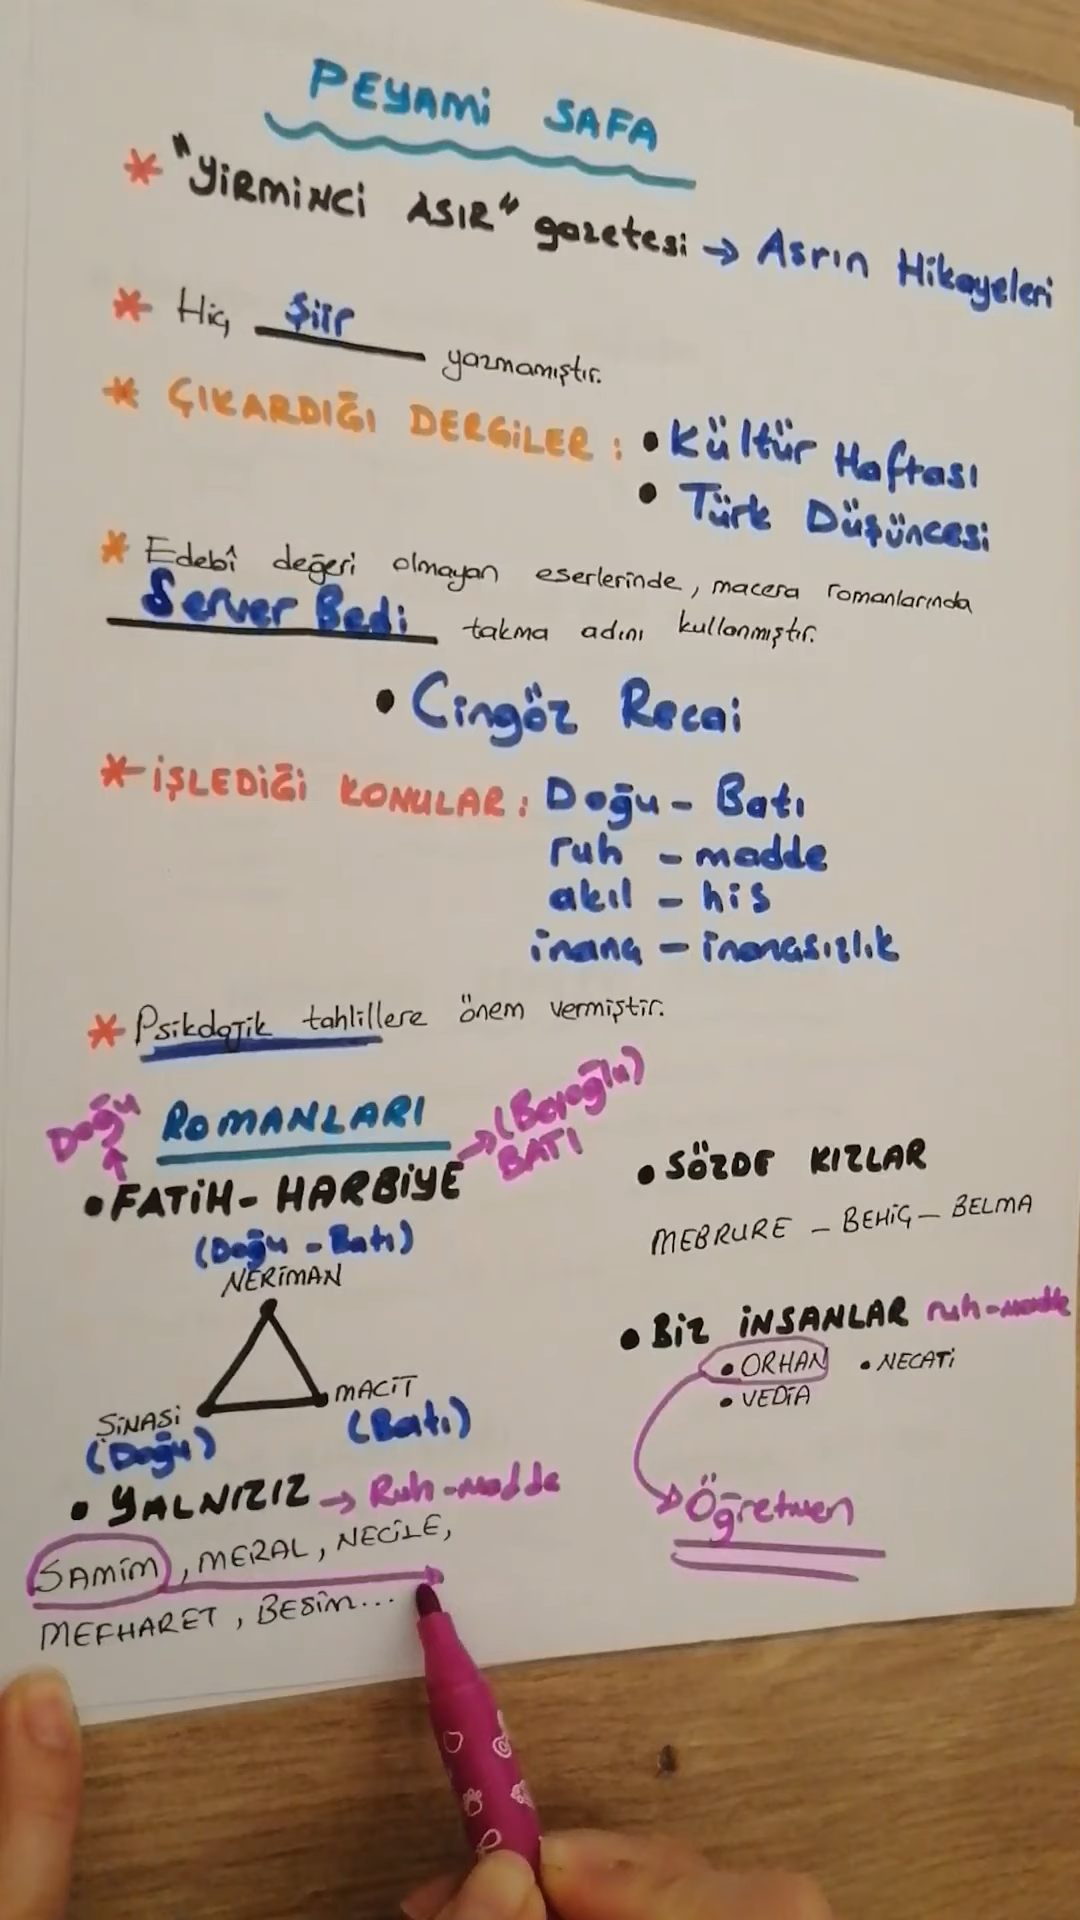 PEYAMİ SAFA
* "YİRMİNCİ ASIR" gazetesi → Asrın Hikayeleri
* Hiç Şiir yazmamıştır.
* ÇIKARDIĞI DERGİLER : • Kültür Haftası
• Türk Düşüncesi
* Edebî değeri olmayan eserlerinde, macera romanlarında
Server Bedi takma adını kullanmıştır.
• Cingöz Recai
* İŞLEDİĞİ KONULAR : Doğu - Batı
ruh - madde
akıl - his
inanç - inançsızlık
* Psikolojik tahlillere önem vermiştir.
ROMANLARI
Doğu
→ (Beyoğlu)
BATI
• FATİH - HARBİYE
(Doğu - Batı)
NERİMAN
ŞİNASİ
(Doğu)
MACİT
(Batı)
• YALNIZIZ → Ruh-madde
SAMİM, MERAL, NECİLE,
MEFHARET, BESİM...
• SÖZDE KIZLAR
MEBRURE - BEHİÇ - BELMA
• BİZ İNSANLAR ruh-madde
• ORHAN • NECATİ
• VEDİA
Öğretmen